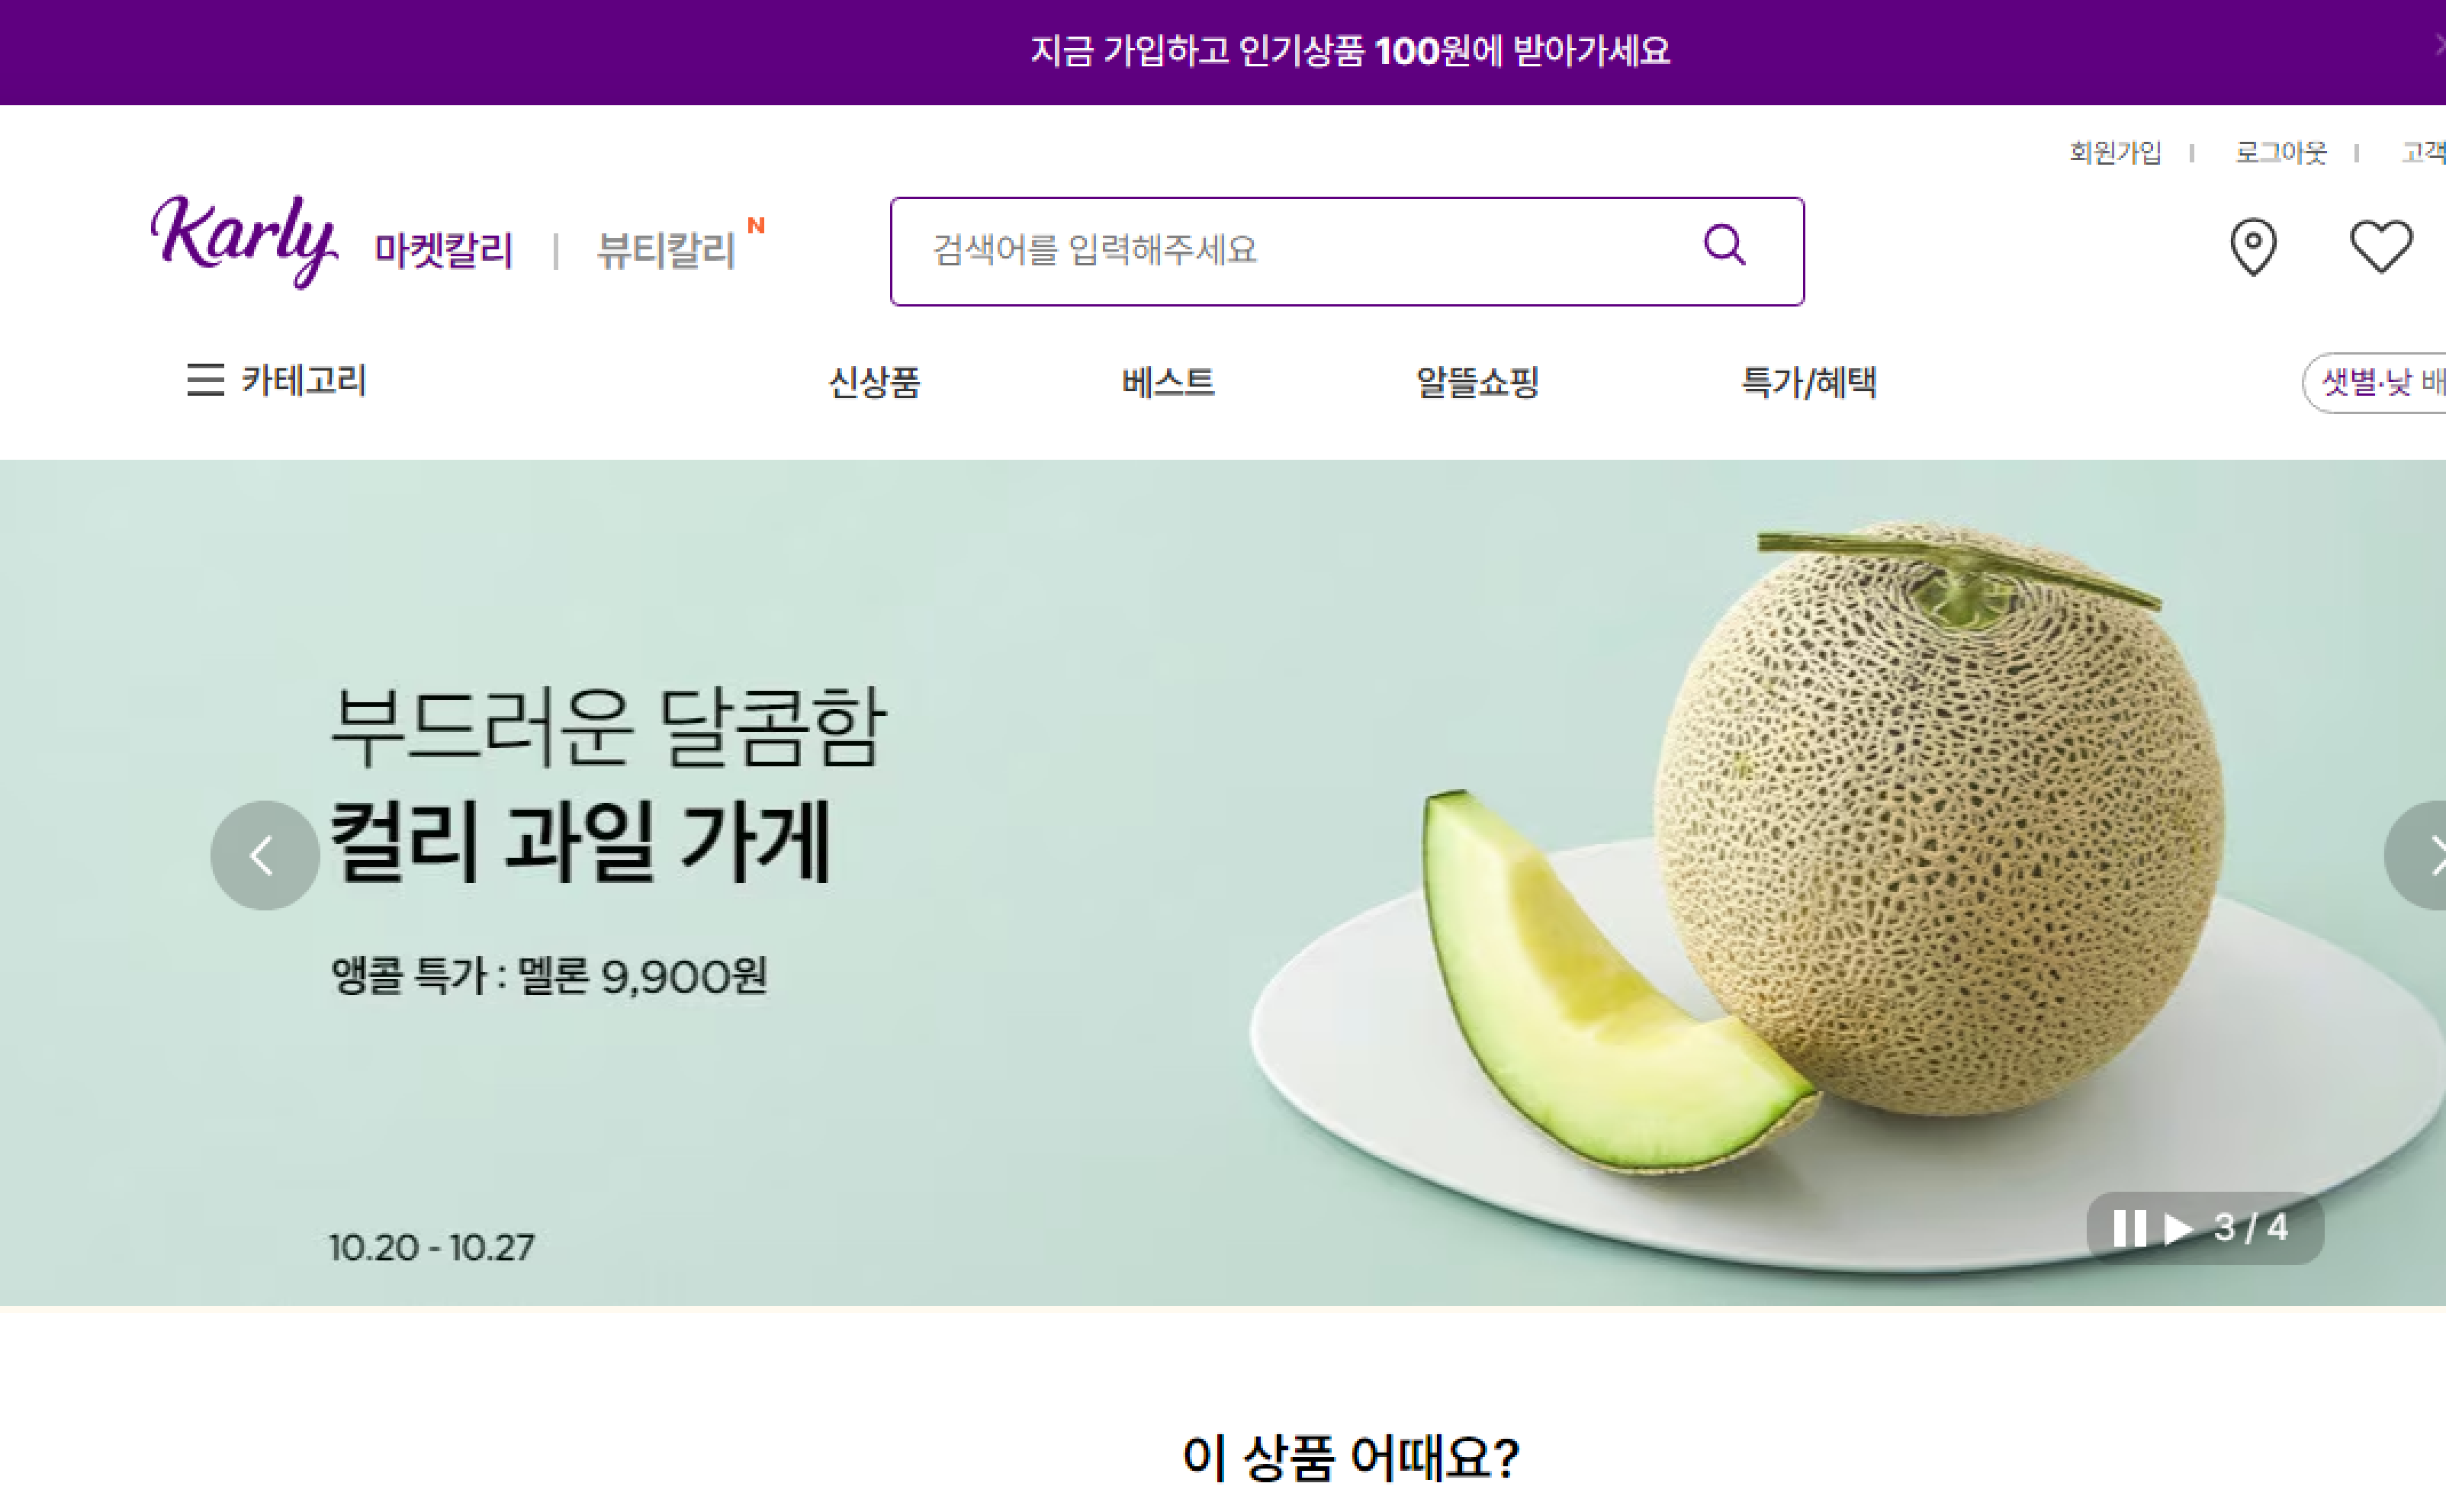 지금 가입하고 인기상품 100원에 받아가세요
회원가입 | 로그아웃 | 고객
Karly 마켓칼리 | 뷰티칼리 N
검색어를 입력해주세요
카테고리 신상품 베스트 알뜰쇼핑 특가/혜택 샛별·낮 배
부드러운 달콤함
컬리 과일 가게
앵콜 특가 : 멜론 9,900원
10.20 - 10.27
3 / 4
이 상품 어때요?